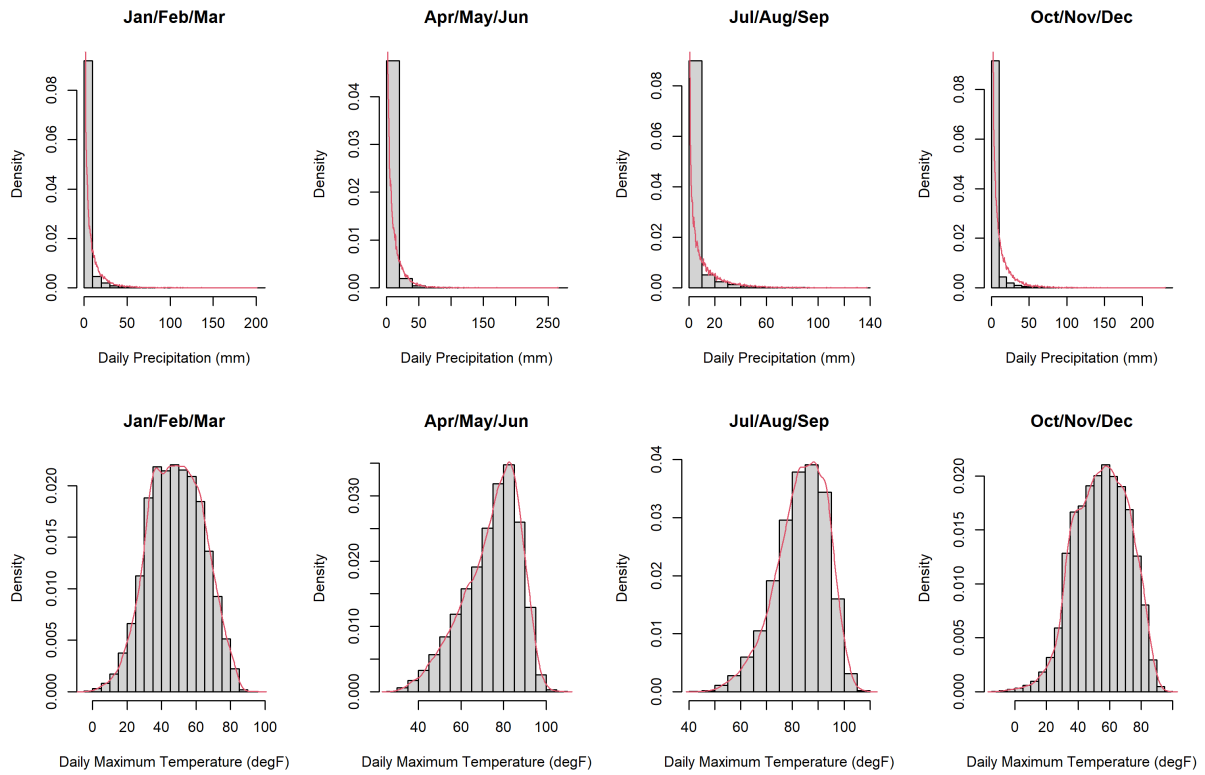 Jan/Feb/Mar
Density
0.00 0.02 0.04 0.06 0.08
0 50 100 150 200
Daily Precipitation (mm)
Apr/May/Jun
Density
0.00 0.01 0.02 0.03 0.04
0 50 150 250
Daily Precipitation (mm)
Jul/Aug/Sep
Density
0.00 0.02 0.04 0.06 0.08
0 20 60 100 140
Daily Precipitation (mm)
Oct/Nov/Dec
Density
0.00 0.02 0.04 0.06 0.08
0 50 100 150 200
Daily Precipitation (mm)
Jan/Feb/Mar
Density
0.000 0.005 0.010 0.015 0.020
0 20 40 60 80 100
Daily Maximum Temperature (degF)
Apr/May/Jun
Density
0.000 0.010 0.020 0.030
40 60 80 100
Daily Maximum Temperature (degF)
Jul/Aug/Sep
Density
0.00 0.01 0.02 0.03 0.04
40 60 80 100
Daily Maximum Temperature (degF)
Oct/Nov/Dec
Density
0.000 0.005 0.010 0.015 0.020
0 20 40 60 80
Daily Maximum Temperature (degF)